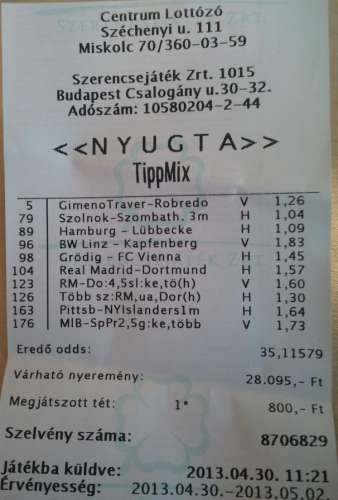 Centrum Lottózó
Széchenyi u. 111
Miskolc 70/360-03-59
Szerencsejáték Zrt. 1015
Budapest Csalogány u.30-32.
Adószám: 10580204-2-44
<<NYUGTA>>
TippMix
5 GimenoTraver-Robredo V 1,26
79 Szolnok-Szombath. 3m H 1,04
89 Hamburg - Lübbecke H 1,09
96 BW Linz - Kapfenberg V 1,83
98 Grödig - FC Vienna H 1,45
104 Real Madrid-Dortmund H 1,57
123 RM-Do:4,5sl:ke,tö(h) V 1,60
126 Több sz:RM,ua,Dor(h) H 1,30
163 Pittsb-NYIslanders1m H 1,64
176 MIB-SpPr2,5g:ke,több V 1,73
Eredő odds: 35,11579
Várható nyeremény: 28.095,- Ft
Megjátszott tét: 1* 800,- Ft
Szelvény száma: 8706829
Játékba küldve: 2013.04.30. 11:21
Érvényesség: 2013.04.30.-2013.05.02.